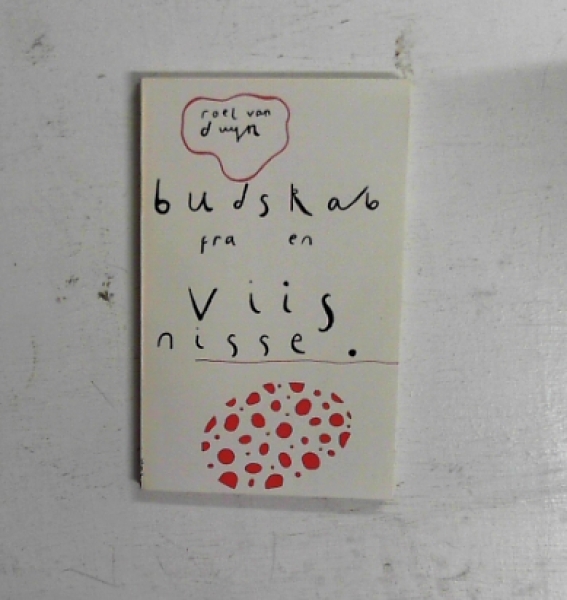 roel van
duyn
budskab
fra en
viis
nisse.